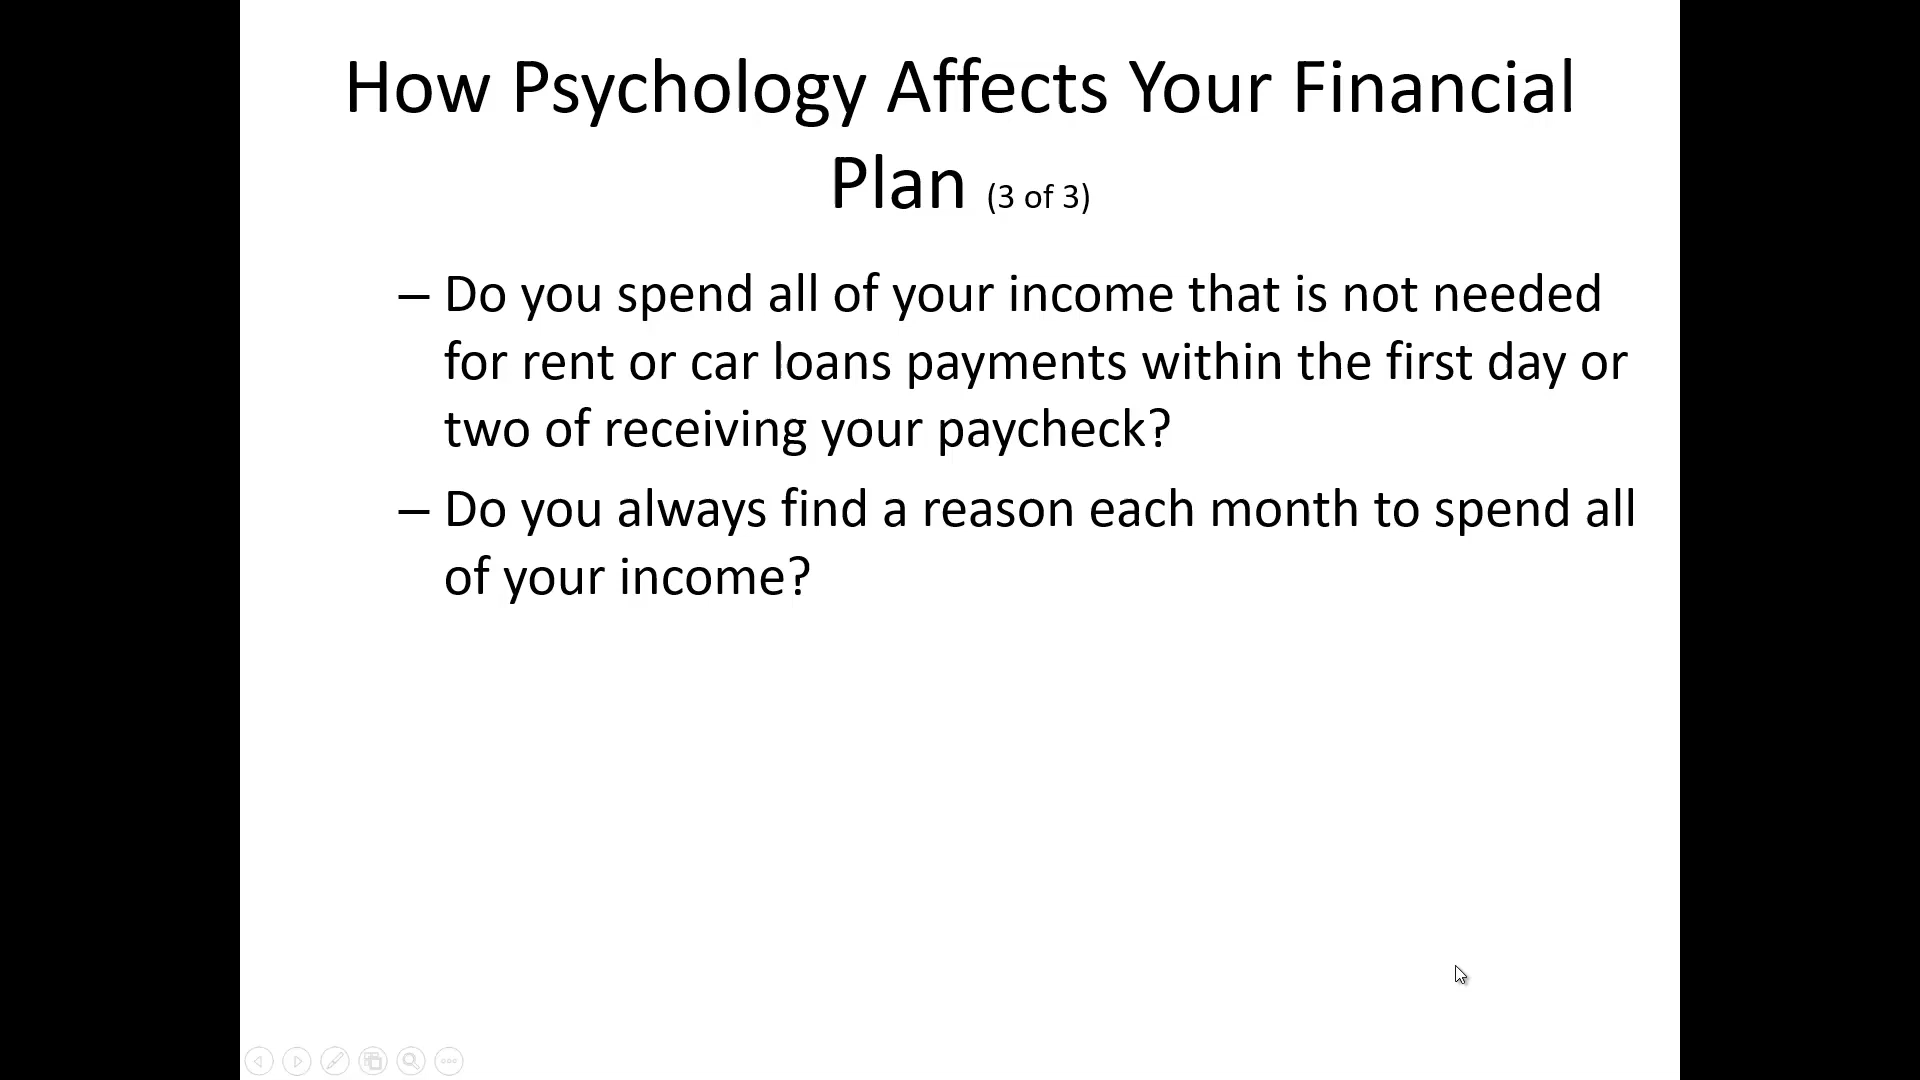 How Psychology Affects Your Financial
Plan (3 of 3)
– Do you spend all of your income that is not needed
for rent or car loans payments within the first day or
two of receiving your paycheck?
– Do you always find a reason each month to spend all
of your income?